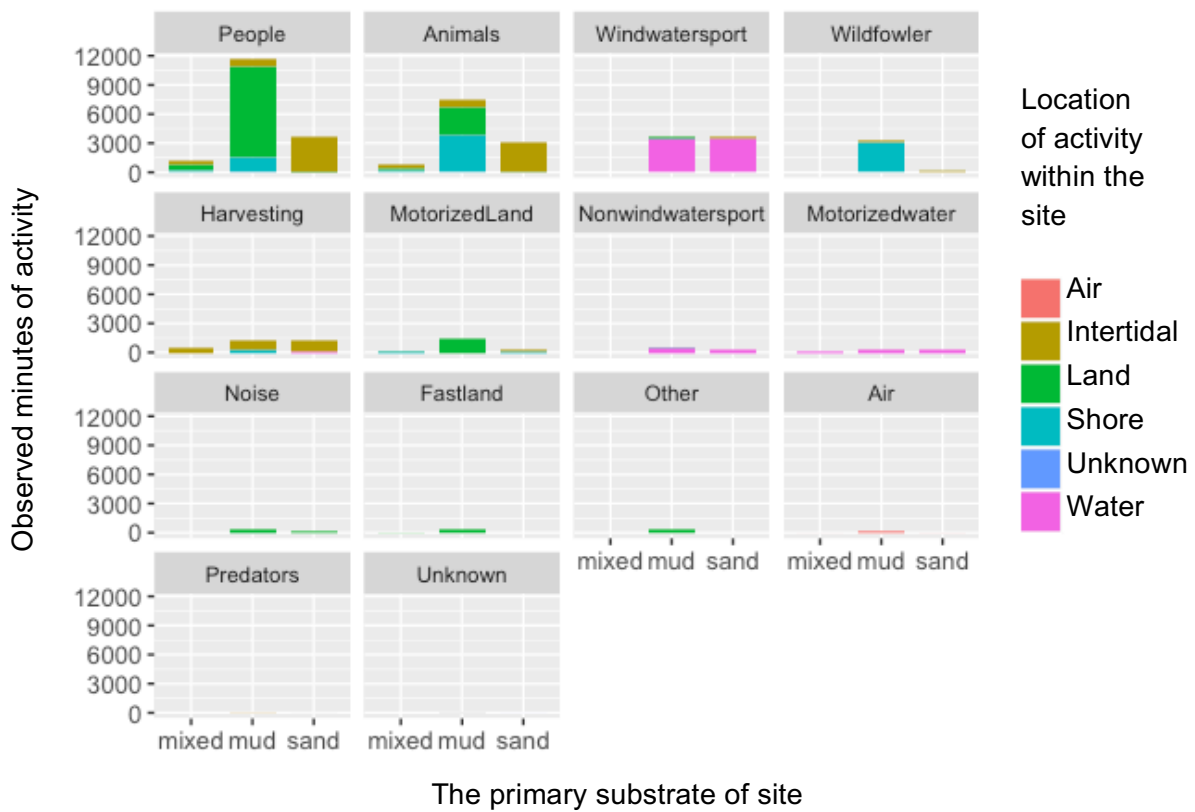 People Animals Windwatersport Wildfowler
12000
9000
6000
3000
0
Harvesting MotorizedLand Nonwindwatersport Motorizedwater
12000
9000
6000
3000
0
Noise Fastland Other Air
12000
9000
6000
3000
0
mixed mud sand mixed mud sand
Predators Unknown
12000
9000
6000
3000
0
mixed mud sand mixed mud sand
Observed minutes of activity
The primary substrate of site
Location
of activity
within the
site
Air
Intertidal
Land
Shore
Unknown
Water